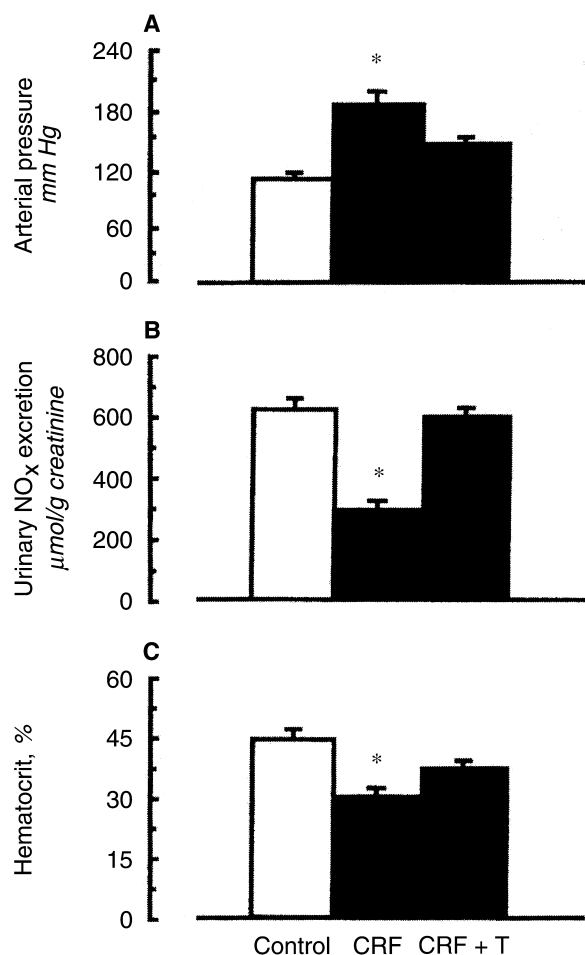 A
240
180
120
60
0
Arterial pressure
mm Hg
*
B
800
600
400
200
0
Urinary NOX excretion
µmol/g creatinine
*
C
60
45
30
15
0
Hematocrit, %
*
Control CRF CRF + T